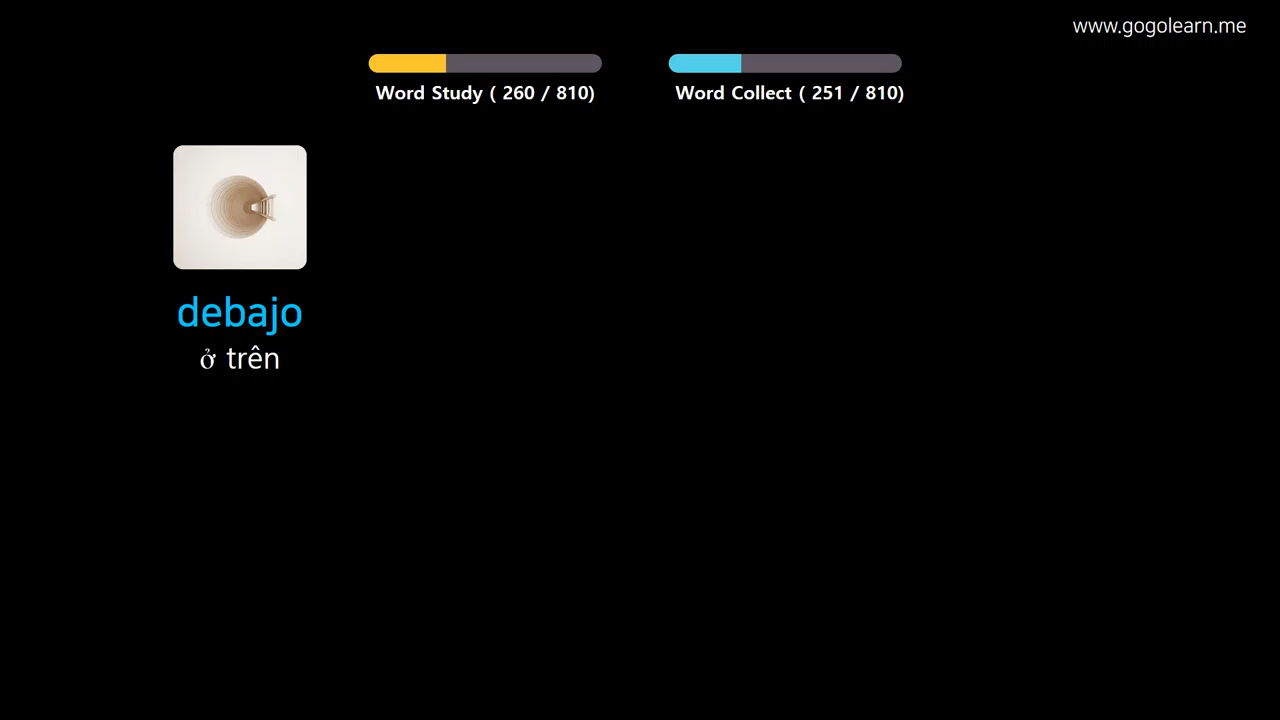 www.gogolearn.me
Word Study ( 260 / 810)
Word Collect ( 251 / 810)
debajo
ở trên